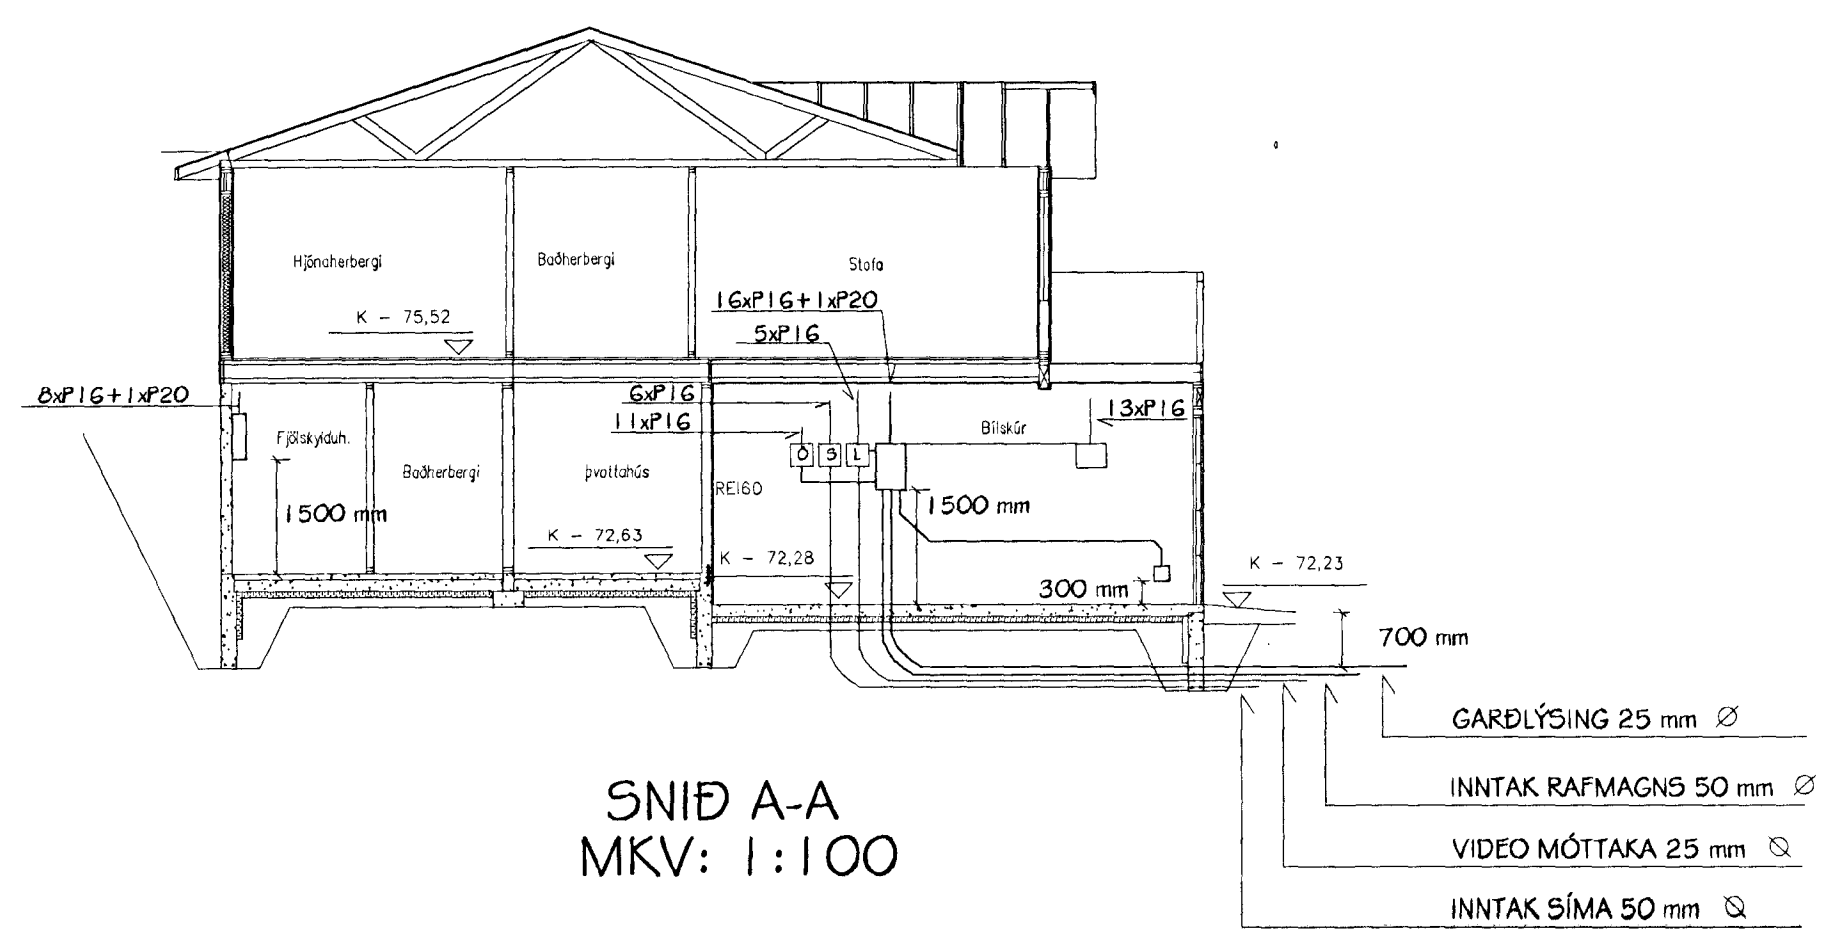 Hjónaherbergi
Baðherbergi
Stofa
K - 75,52
16xP16+1xP20
5xP16
8xP16+1xP20
6xP16
11xP16
13xP16
Fjölskylduh.
Baðherbergi
Þvottahús
Bílskúr
Ö S L
REI60
1500 mm
1500 mm
K - 72,63
K - 72,28
K - 72,23
300 mm
700 mm
GARÐLÝSING 25 mm Ø
INNTAK RAFMAGNS 50 mm Ø
VIDEO MÓTTAKA 25 mm Ø
INNTAK SÍMA 50 mm Ø
SNIÐ A-A
MKV: 1:100